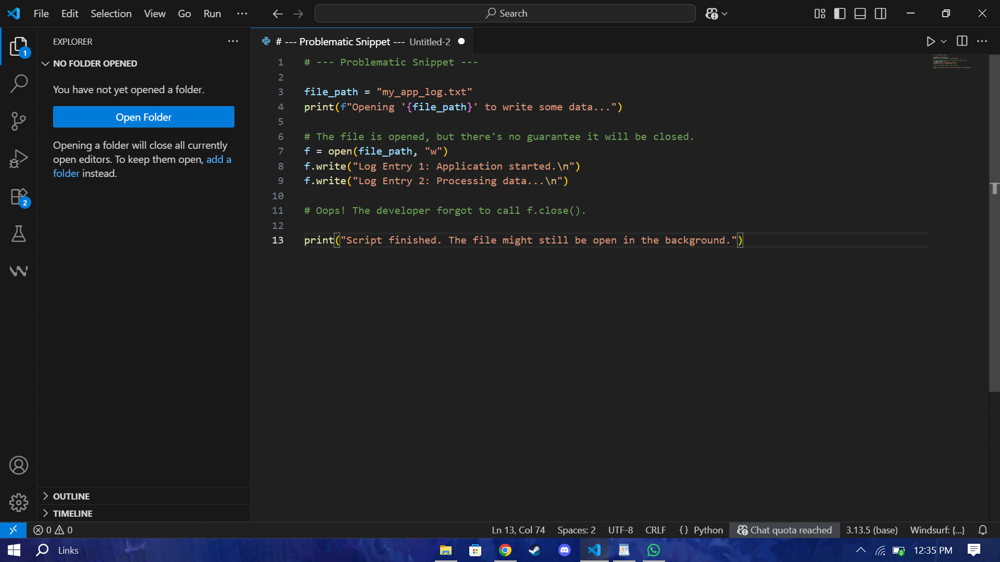 File Edit Selection View Go Run ··· Search
EXPLORER ···
# --- Problematic Snippet --- Untitled-2
NO FOLDER OPENED
You have not yet opened a folder.
Open Folder
Opening a folder will close all currently
open editors. To keep them open, add a
folder instead.
1
2
1 # --- Problematic Snippet ---
2
3 file_path = "my_app_log.txt"
4 print(f"Opening '{file_path}' to write some data...")
5
6 # The file is opened, but there's no guarantee it will be closed.
7 f = open(file_path, "w")
8 f.write("Log Entry 1: Application started.\n")
9 f.write("Log Entry 2: Processing data...\n")
10
11 # Oops! The developer forgot to call f.close().
12
13 print("Script finished. The file might still be open in the background.")
OUTLINE
TIMELINE
0 0 Ln 13, Col 74 Spaces: 2 UTF-8 CRLF {} Python Chat quota reached 3.13.5 (base) Windsurf: {...}
Links 12:35 PM